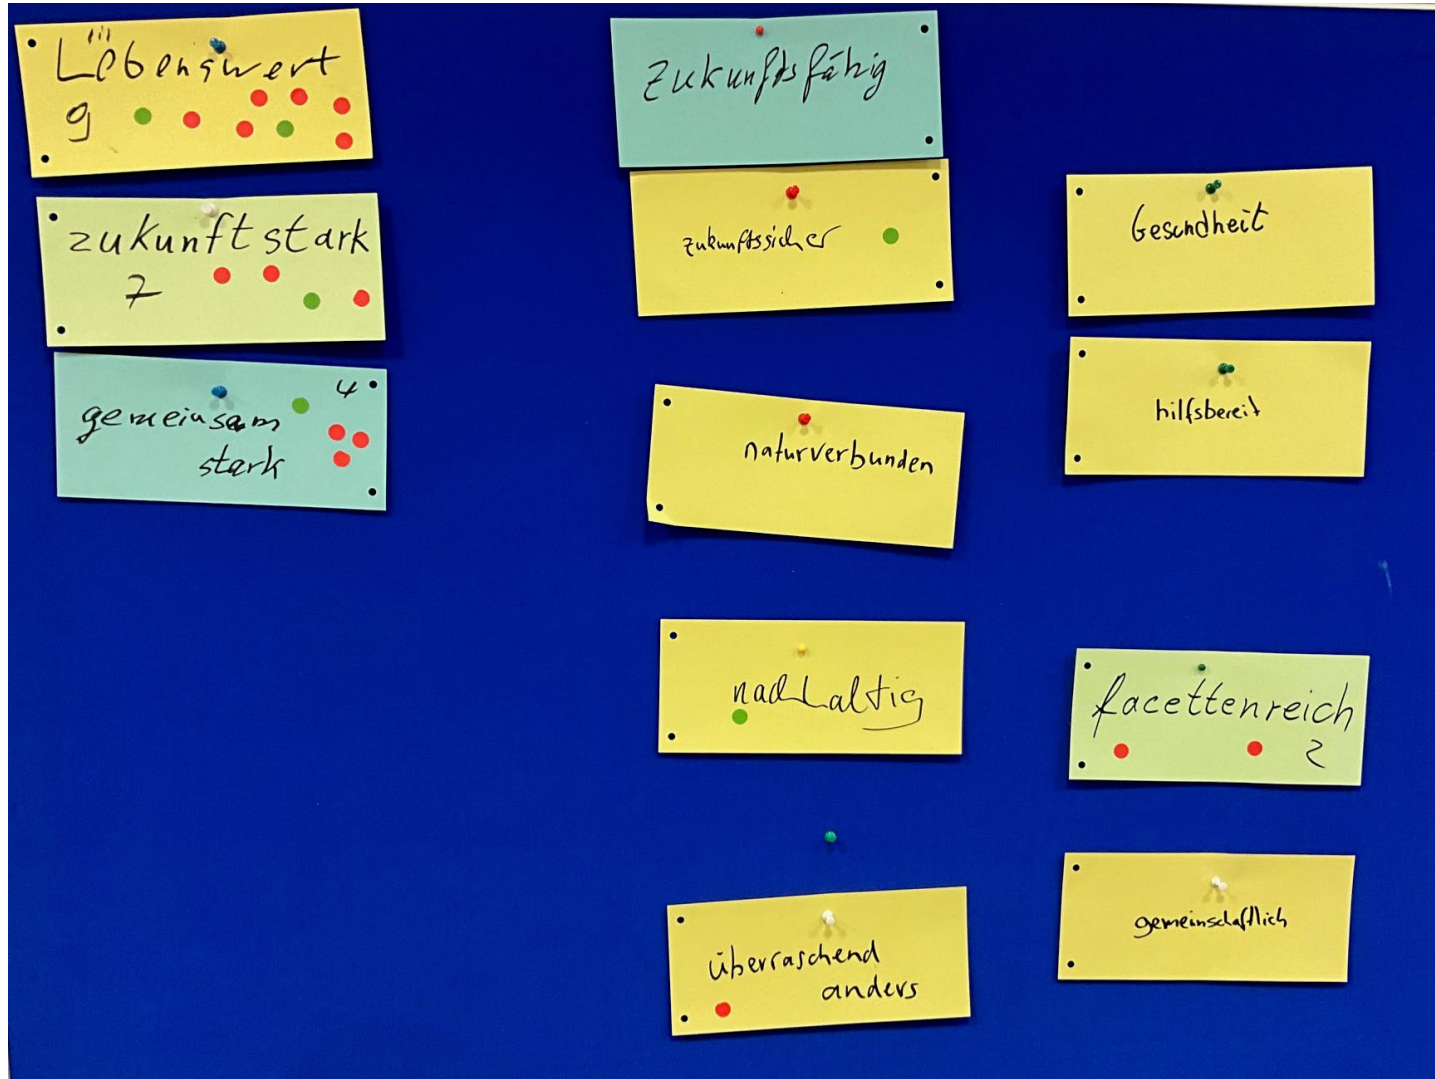 Lebenswert
9
zukunftstark
7
gemeinsam
stark
4
Zukunftsfähig
zukunftssicher
naturverbunden
nachhaltig
überraschend
anders
Gesundheit
hilfsbereit
facettenreich
2
gemeinschaftlich